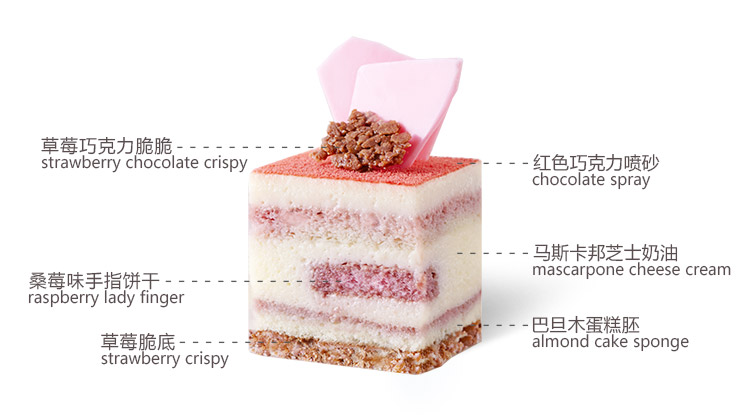 草莓巧克力脆脆
strawberry chocolate crispy
红色巧克力喷砂
chocolate spray
马斯卡邦芝士奶油
mascarpone cheese cream
桑莓味手指饼干
raspberry lady finger
巴旦木蛋糕胚
almond cake sponge
草莓脆底
strawberry crispy